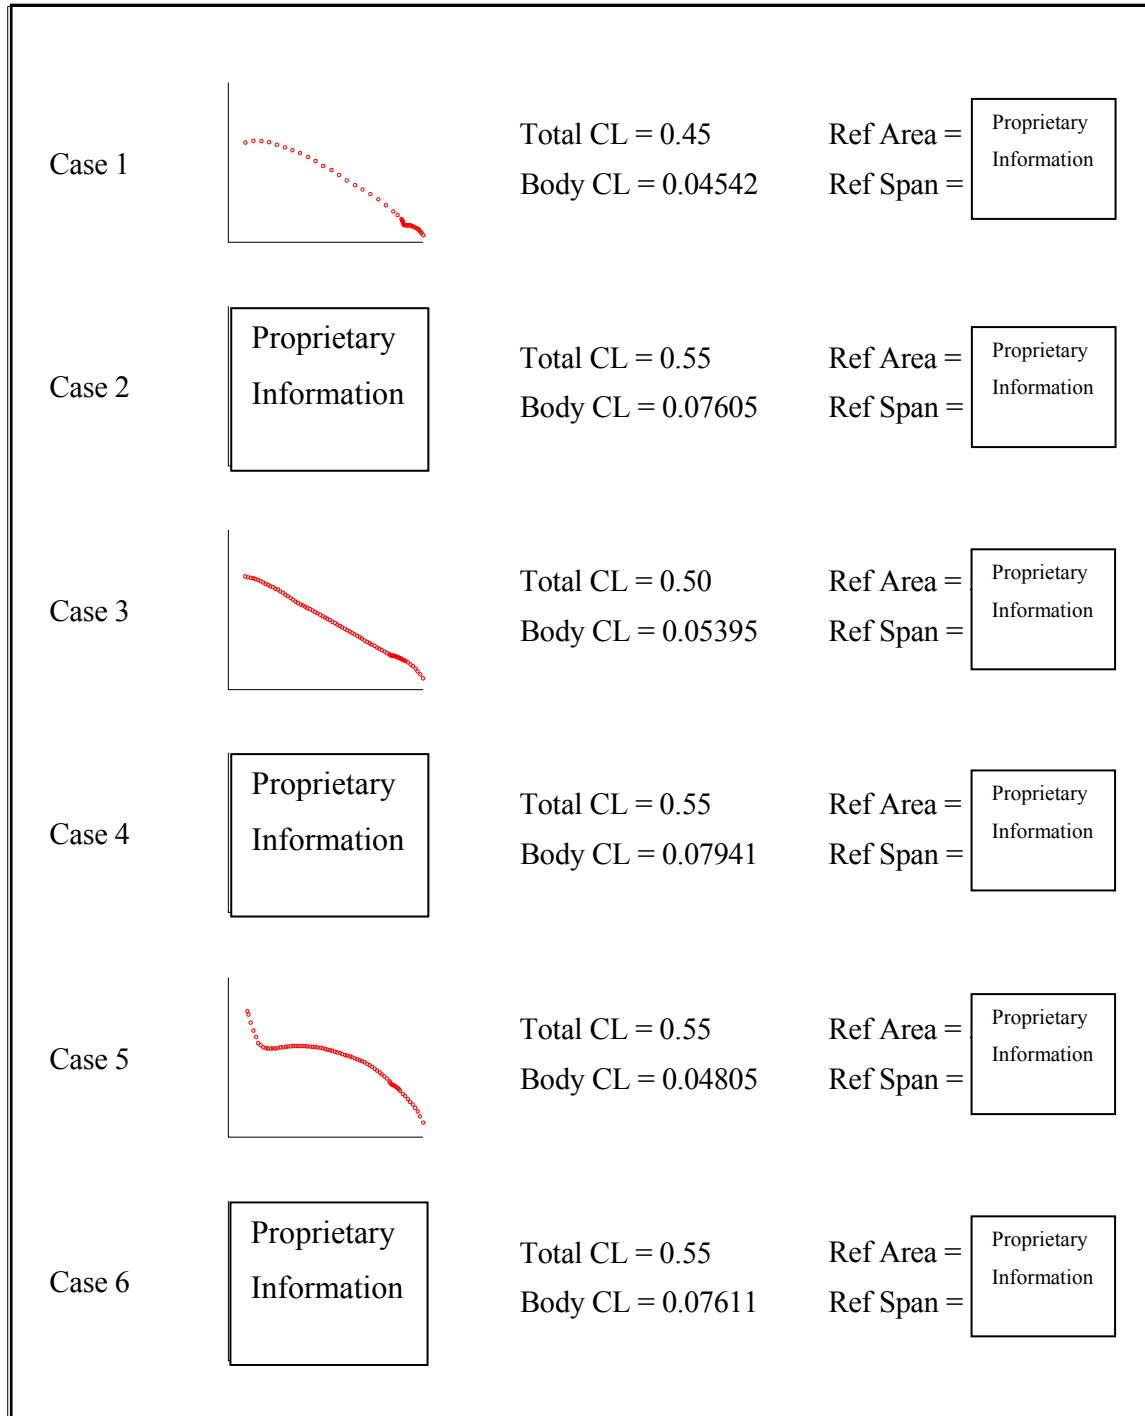 Case 1
Total CL = 0.45
Body CL = 0.04542
Ref Area =
Ref Span =
Proprietary
Information
Case 2
Proprietary
Information
Total CL = 0.55
Body CL = 0.07605
Ref Area =
Ref Span =
Proprietary
Information
Case 3
Total CL = 0.50
Body CL = 0.05395
Ref Area =
Ref Span =
Proprietary
Information
Case 4
Proprietary
Information
Total CL = 0.55
Body CL = 0.07941
Ref Area =
Ref Span =
Proprietary
Information
Case 5
Total CL = 0.55
Body CL = 0.04805
Ref Area =
Ref Span =
Proprietary
Information
Case 6
Proprietary
Information
Total CL = 0.55
Body CL = 0.07611
Ref Area =
Ref Span =
Proprietary
Information